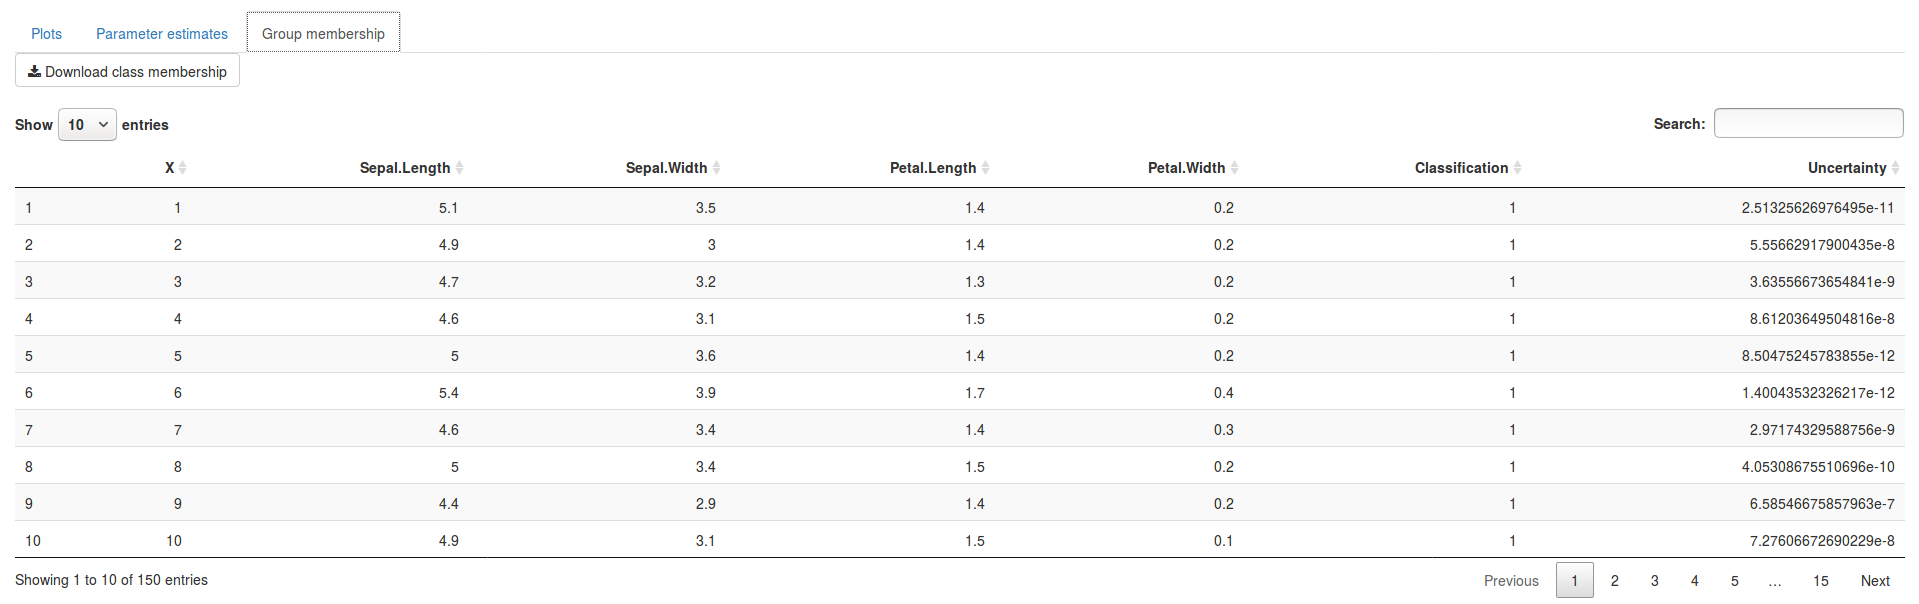 Plots Parameter estimates Group membership
Download class membership
Show 10 entries Search:
X Sepal.Length Sepal.Width Petal.Length Petal.Width Classification Uncertainty
1 1 5.1 3.5 1.4 0.2 1 2.51325626976495e-11
2 2 4.9 3 1.4 0.2 1 5.55662917900435e-8
3 3 4.7 3.2 1.3 0.2 1 3.63556673654841e-9
4 4 4.6 3.1 1.5 0.2 1 8.61203649504816e-8
5 5 5 3.6 1.4 0.2 1 8.50475245783855e-12
6 6 5.4 3.9 1.7 0.4 1 1.40043532326217e-12
7 7 4.6 3.4 1.4 0.3 1 2.97174329588756e-9
8 8 5 3.4 1.5 0.2 1 4.05308675510696e-10
9 9 4.4 2.9 1.4 0.2 1 6.58546675857963e-7
10 10 4.9 3.1 1.5 0.1 1 7.27606672690229e-8
Showing 1 to 10 of 150 entries Previous 1 2 3 4 5 … 15 Next